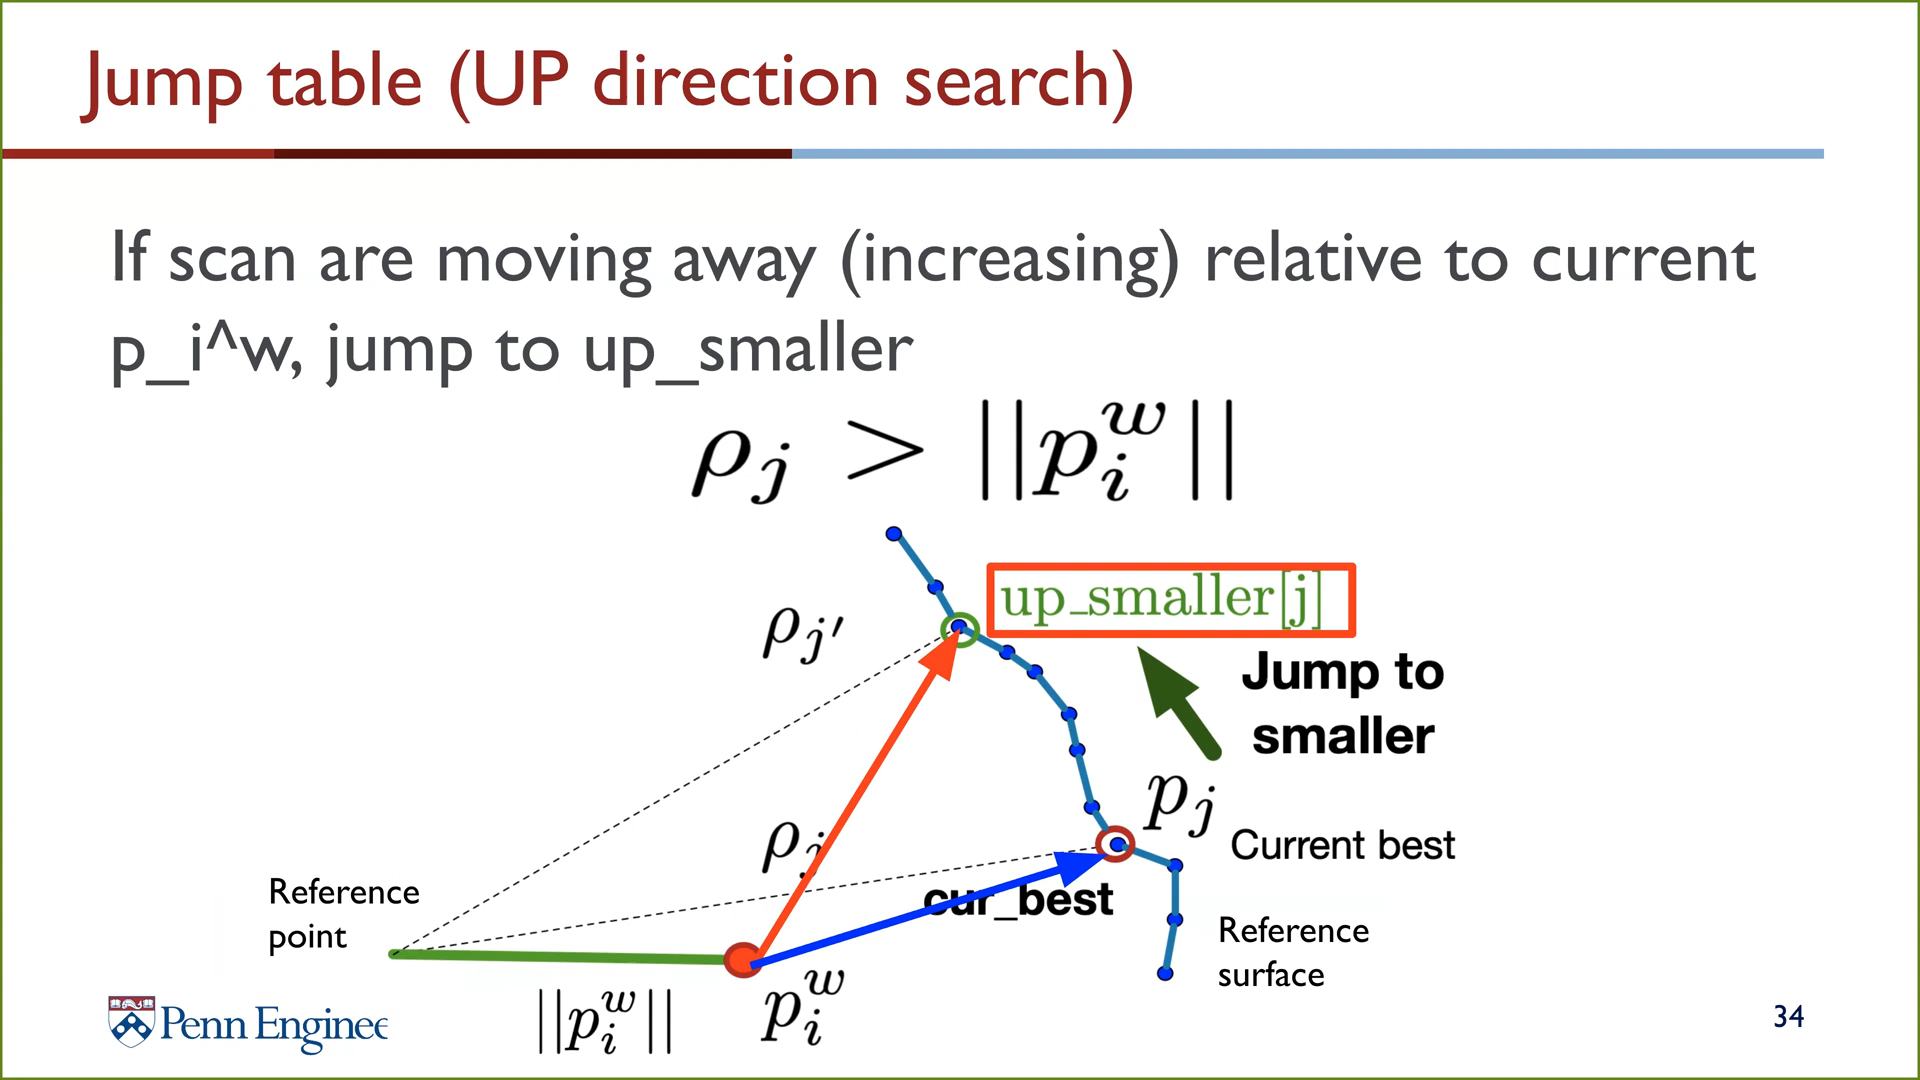 Jump table (UP direction search)
If scan are moving away (increasing) relative to current
p_i^w, jump to up_smaller
ρ_j > ||p_i^w||
up_smaller[j]
ρ_j′
Jump to
smaller
p_j
ρ_j
Current best
cur_best
Reference
point
Reference
surface
||p_i^w||
p_i^w
Penn Enginee
34